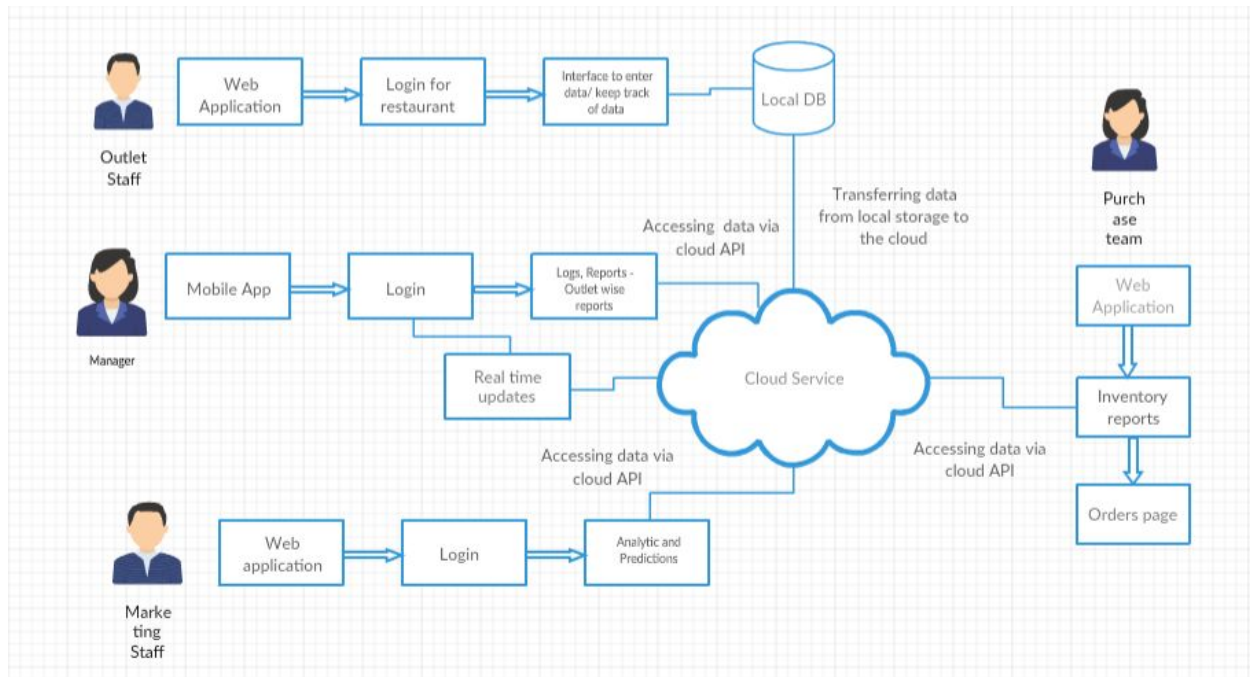 Web
Application
Login for
restaurant
Interface to enter
data/ keep track
of data
Local DB
Outlet
Staff
Transferring data
from local storage to
the cloud
Purch
ase
team
Accessing  data via
cloud API
Mobile App
Login
Logs, Reports -
Outlet wise
reports
Manager
Real time
updates
Cloud Service
Web
Application
Inventory
reports
Orders page
Accessing data via
cloud API
Accessing data via
cloud API
Web
application
Login
Analytic and
Predictions
Marke
ting
Staff